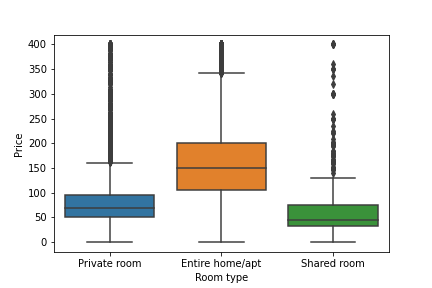 400
350
300
250
200
150
100
50
0
Price
Private room
Entire home/apt
Shared room
Room type